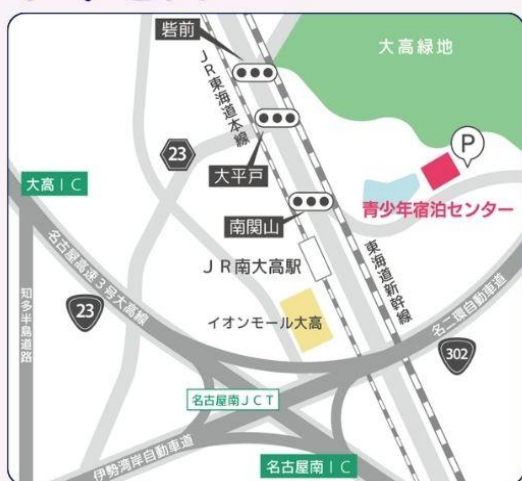 砦前
大高緑地
JR東海道本線
23
大平戸
P
大高IC
青少年宿泊センター
南関山
名古屋高速3号大高線
JR南大高駅
東海道新幹線
知多半島道路
23
イオンモール大高
名二環自動車道
302
名古屋南JCT
伊勢湾岸自動車道
名古屋南IC